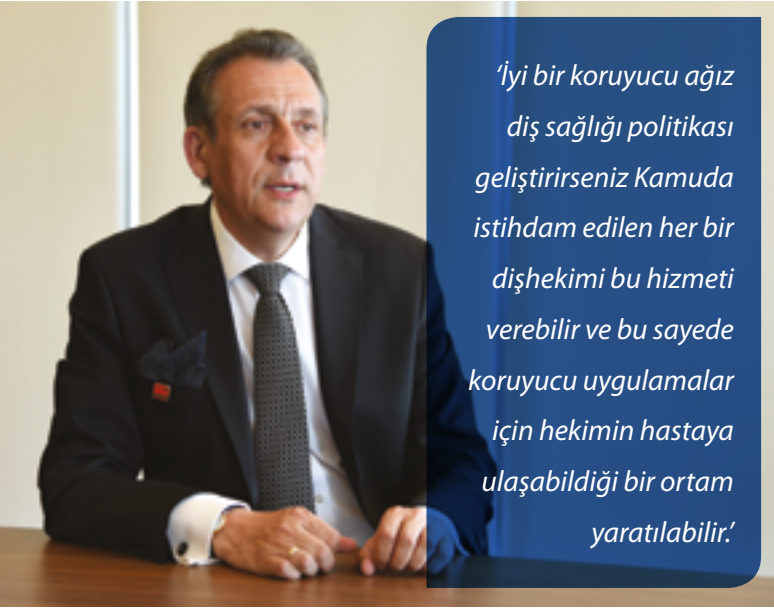 ‘İyi bir koruyucu ağız
diş sağlığı politikası
geliştirirseniz Kamuda
istihdam edilen her bir
dişhekimi bu hizmeti
verebilir ve bu sayede
koruyucu uygulamalar
için hekimin hastaya
ulaşabildiği bir ortam
yaratılabilir.’